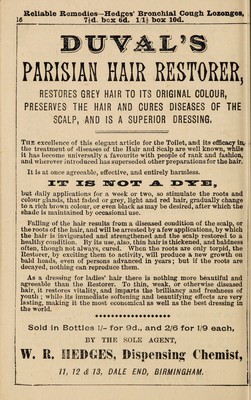 Reliable Remedies—Hedges' Bronchial Cough Lozenges,
16 7½d. box 6d. 1/1½ box 10d.
DUVAL'S
PARISIAN HAIR RESTORER,
RESTORES GREY HAIR TO ITS ORIGINAL COLOUR,
PRESERVES THE HAIR AND CURES DISEASES OF THE
SCALP, AND IS A SUPERIOR DRESSING.
THE excellence of this elegant article for the Toilet, and its efficacy in
the treatment of diseases of the Hair and Scalp are well known, while
it has become universally a favourite with people of rank and fashion,
and wherever introduced has superseded other preparations for the hair.
It is at once agreeable, effective, and entirely harmless.
IT IS NOT A DYE,
but daily applications for a week or two, so stimulate the roots and
colour glands, that faded or grey, light and red hair, gradually change
to a rich brown colour, or even black as may be desired, after which the
shade is maintained by occasional use.
Falling of the hair results from a diseased condition of the scalp, or
the roots of the hair, and will be arrested by a few applications, by which
the hair is invigorated and strengthened and the scalp restored to a
healthy condition. By its use, also, thin hair is thickened, and baldness
often, though not always, cured. When the roots are only torpid, the
Restorer, by exciting them to activity, will produce a new growth on
bald heads, even of persons advanced in years; but if the roots are
decayed, nothing can reproduce them.
As a dressing for ladies' hair there is nothing more beautiful and
agreeable than the Restorer. To thin, weak, or otherwise diseased
hair, it restores vitality, and imparts the brilliancy and freshness of
youth; while its immediate softening and beautifying effects are very
lasting, making it the most economical as well as the best dressing in
the world.
Sold in Bottles 1/- for 9d., and 2/6 for 1/9 each,
BY THE SOLE AGENT,
W. R. HEDGES, Dispensing Chemist,
11, 12 & 13, DALE END, BIRMINGHAM.